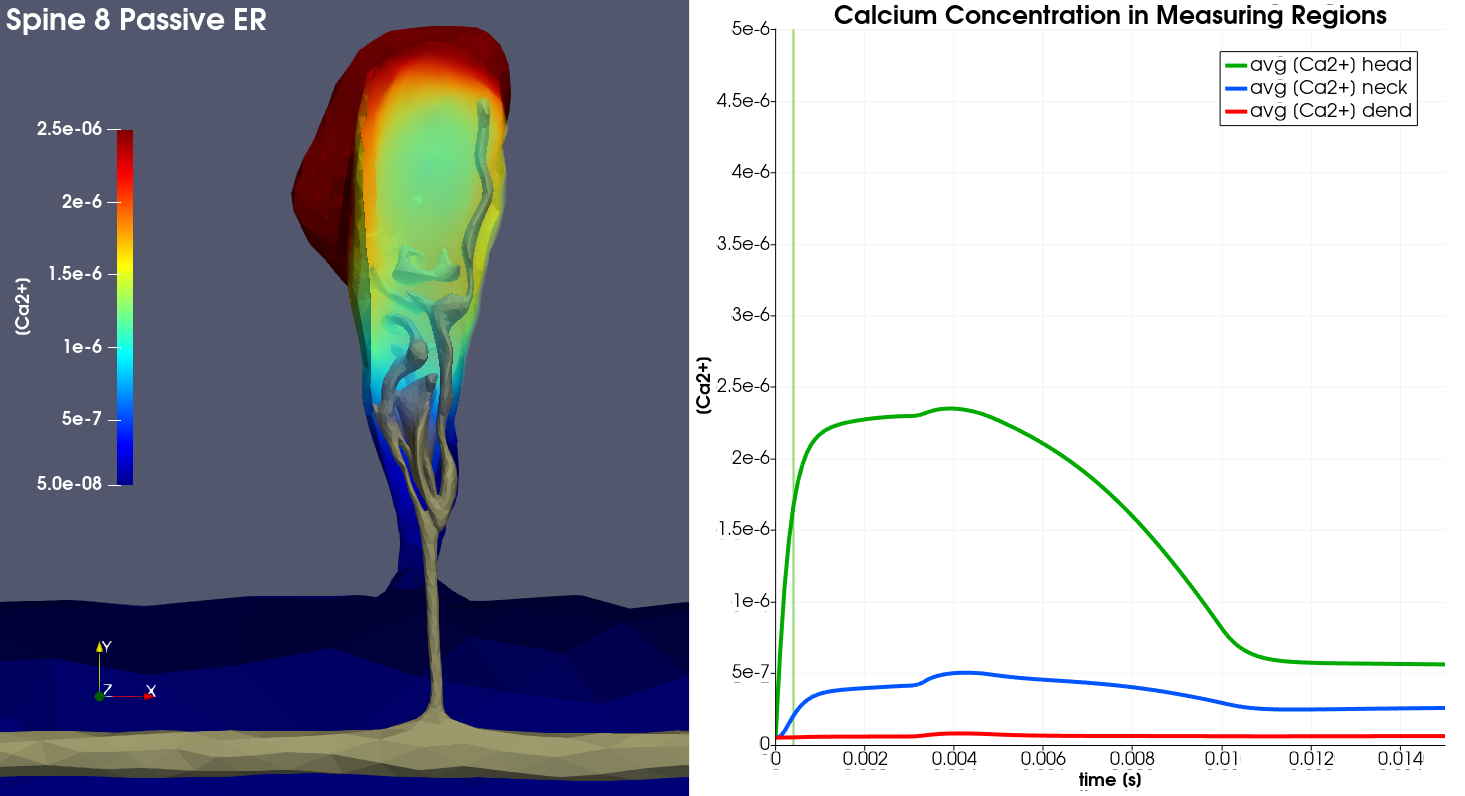 Spine 8 Passive ER
2.5e-06
2e-6
1.5e-6
1e-6
5e-7
5.0e-08
(Ca2+)
Y
Z
X
Calcium Concentration in Measuring Regions
avg (Ca2+) head
avg (Ca2+) neck
avg (Ca2+) dend
5e-6
4.5e-6
4e-6
3.5e-6
3e-6
2.5e-6
2e-6
1.5e-6
1e-6
5e-7
0
(Ca2+)
0 0.002 0.004 0.006 0.008 0.01 0.012 0.014
time (s)